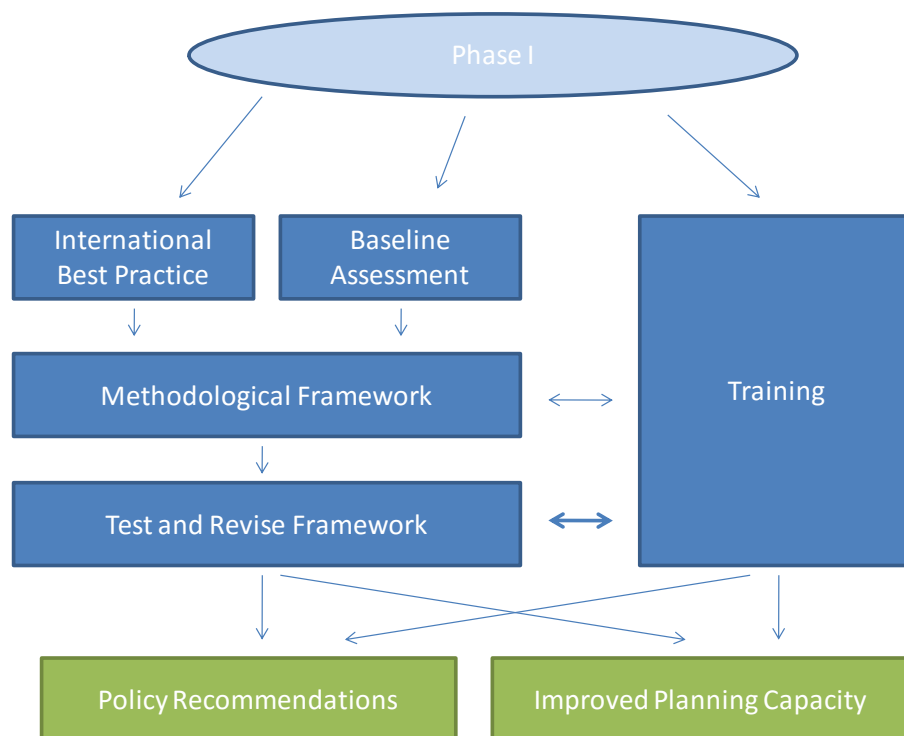 Phase I
International
Best Practice
Baseline
Assessment
Methodological Framework
Training
Test and Revise Framework
Policy Recommendations
Improved Planning Capacity